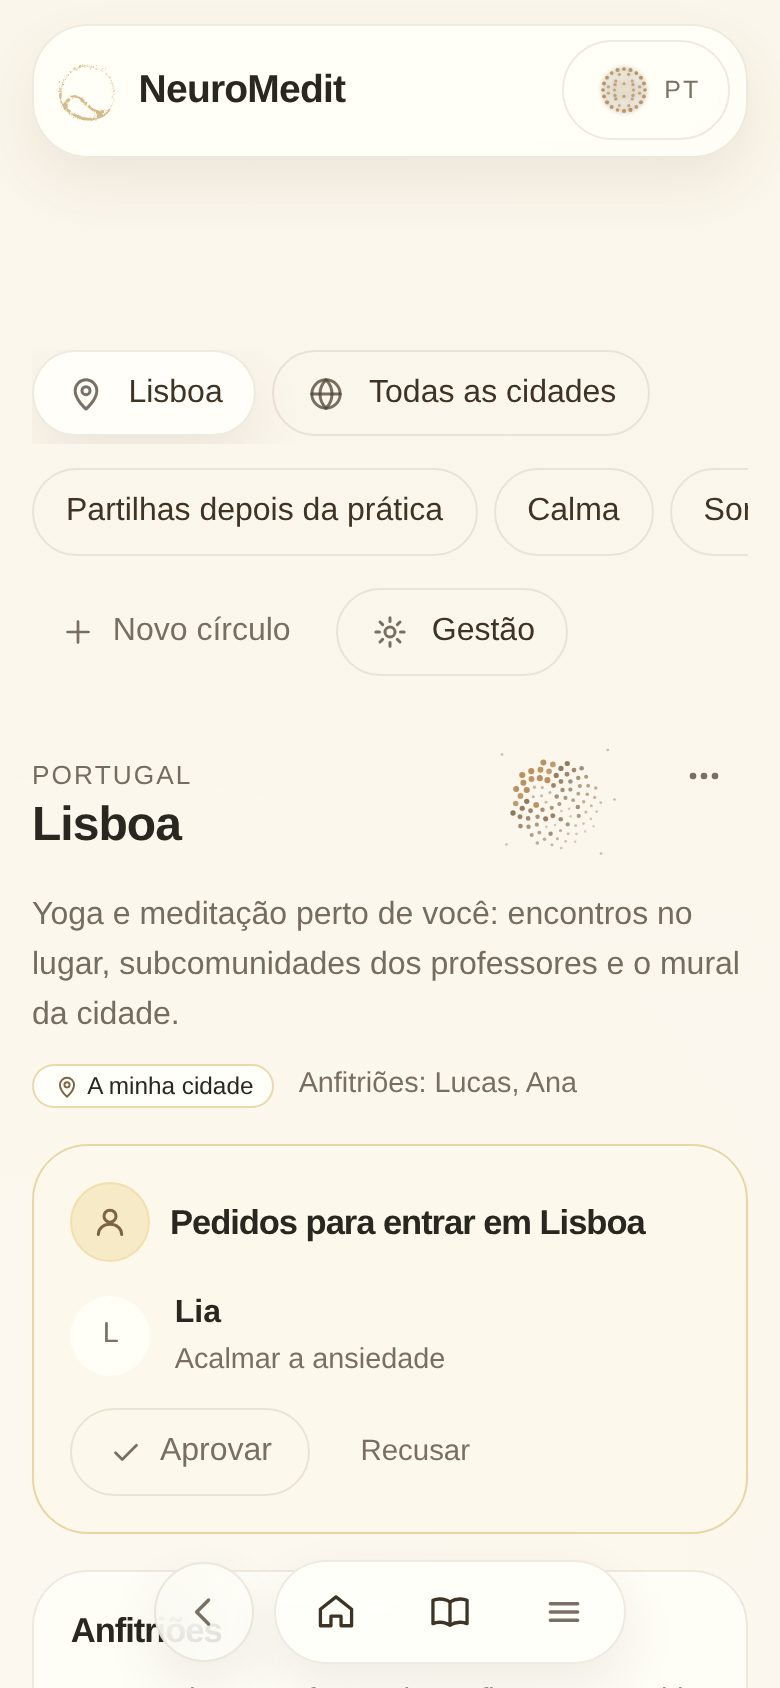 NeuroMedit
PT
Lisboa
Todas as cidades
Partilhas depois da prática
Calma
Novo círculo
Gestão
PORTUGAL
Lisboa
Yoga e meditação perto de você: encontros no
lugar, subcomunidades dos professores e o mural
da cidade.
A minha cidade
Anfitriões: Lucas, Ana
Pedidos para entrar em Lisboa
L
Lia
Acalmar a ansiedade
Aprovar
Recusar
Anfitriões